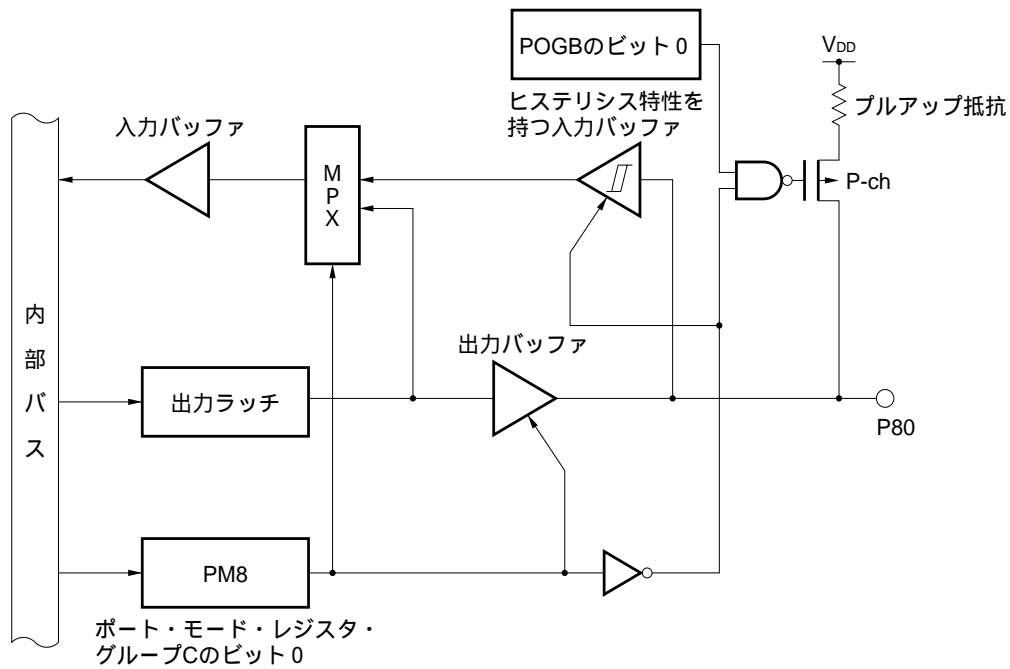 POGBのビット 0
VDD
ヒステリシス特性を
持つ入力バッファ
プルアップ抵抗
入力バッファ
MPX
P-ch
内部バス
出力バッファ
出力ラッチ
P80
PM8
ポート・モード・レジスタ・
グループCのビット 0